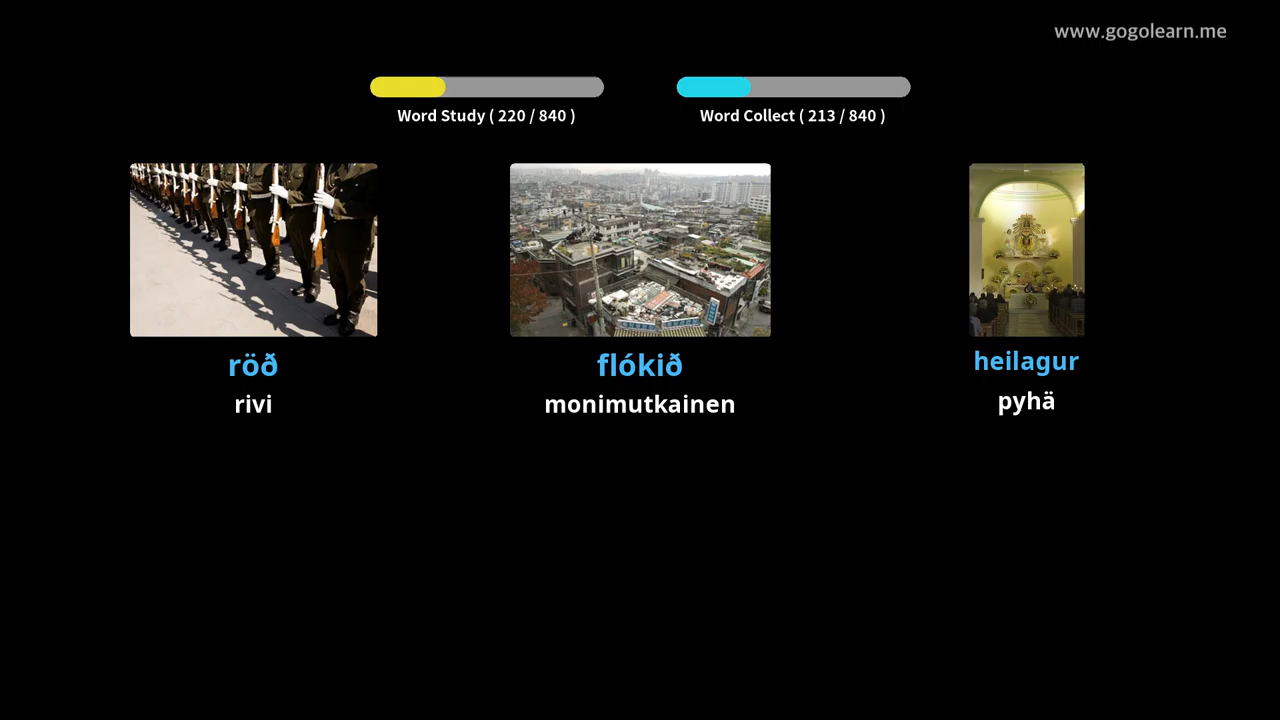 www.gogolearn.me
Word Study ( 220 / 840 )
Word Collect ( 213 / 840 )
röð
rivi
flókið
monimutkainen
heilagur
pyhä